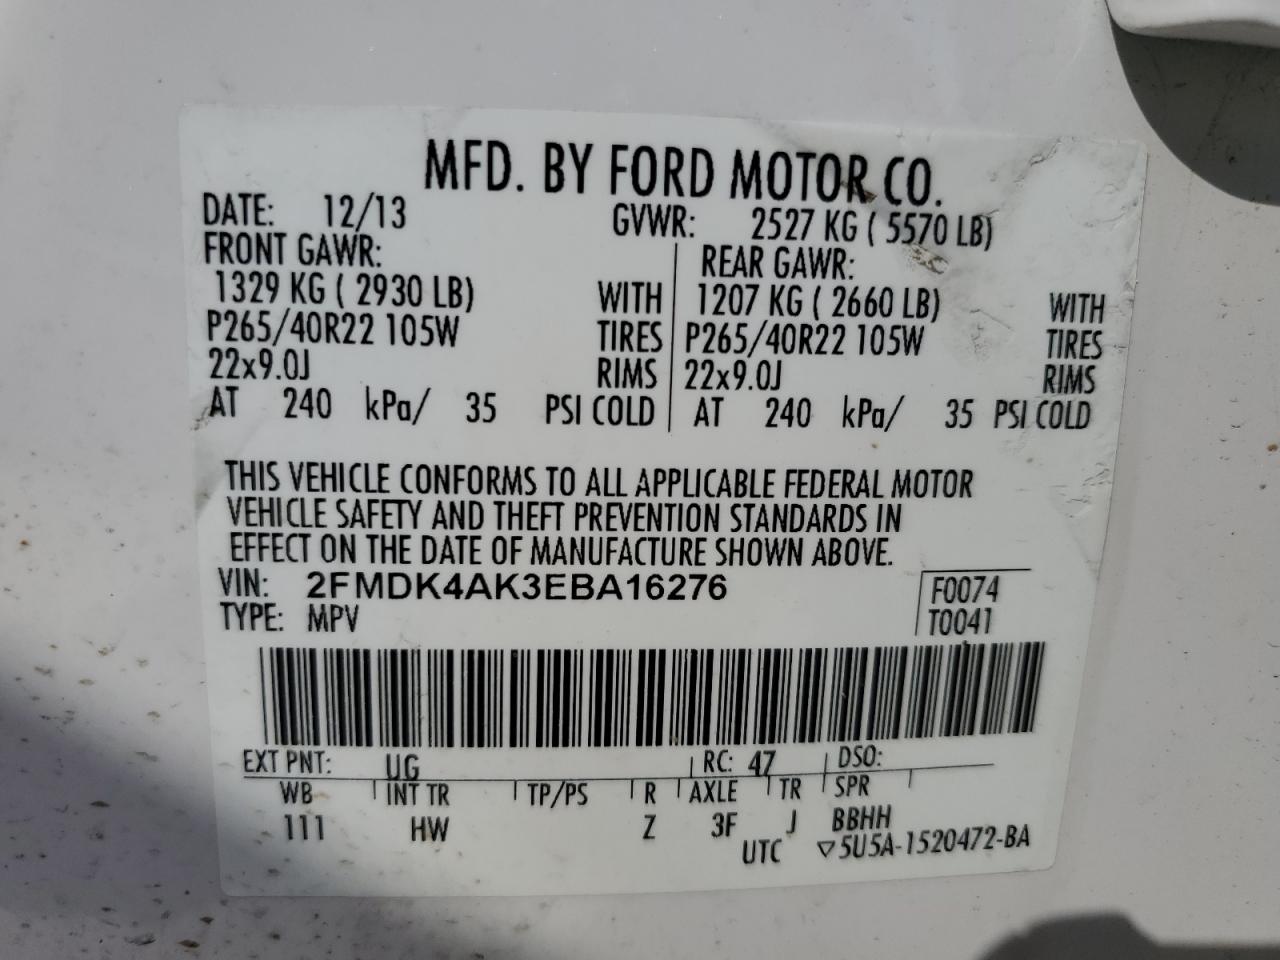 MFD. BY FORD MOTOR CO.
DATE: 12/13 GVWR: 2527 KG ( 5570 LB)
FRONT GAWR: REAR GAWR:
1329 KG ( 2930 LB) WITH 1207 KG ( 2660 LB) WITH
P265/40R22 105W TIRES P265/40R22 105W TIRES
22x9.0J RIMS 22x9.0J RIMS
AT 240 kPa/ 35 PSI COLD AT 240 kPa/ 35 PSI COLD
THIS VEHICLE CONFORMS TO ALL APPLICABLE FEDERAL MOTOR
VEHICLE SAFETY AND THEFT PREVENTION STANDARDS IN
EFFECT ON THE DATE OF MANUFACTURE SHOWN ABOVE.
VIN: 2FMDK4AK3EBA16276 F0074
TYPE: MPV T0041
EXT PNT: UG RC: 47 DSO:
WB INT TR TP/PS R AXLE TR SPR
111 HW Z 3F J BBHH
UTC ▽5U5A-1520472-BA